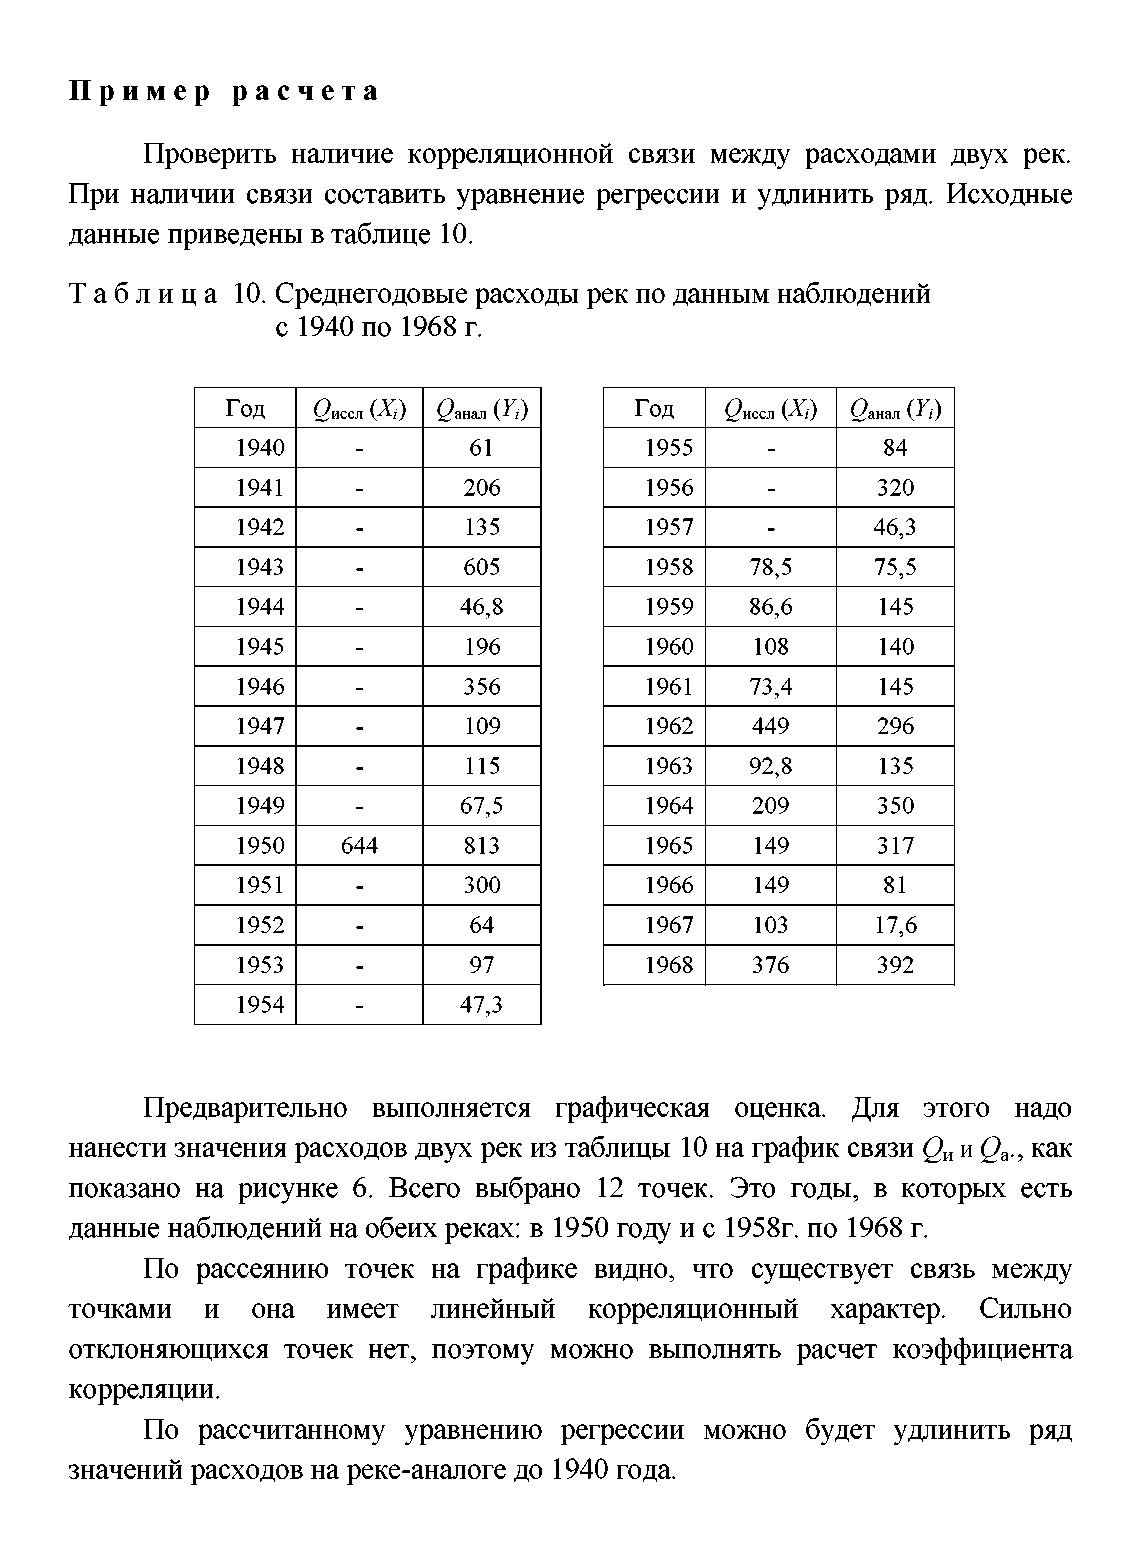 Пример расчета
Проверить наличие корреляционной связи между расходами двух рек.
При наличии связи составить уравнение регрессии и удлинить ряд. Исходные
данные приведены в таблице 10.
Таблица 10. Среднегодовые расходы рек по данным наблюдений
с 1940 по 1968 г.
Год Qиссл (Xi) Qанал (Yi)
1940 - 61
1941 - 206
1942 - 135
1943 - 605
1944 - 46,8
1945 - 196
1946 - 356
1947 - 109
1948 - 115
1949 - 67,5
1950 644 813
1951 - 300
1952 - 64
1953 - 97
1954 - 47,3
Год Qиссл (Xi) Qанал (Yi)
1955 - 84
1956 - 320
1957 - 46,3
1958 78,5 75,5
1959 86,6 145
1960 108 140
1961 73,4 145
1962 449 296
1963 92,8 135
1964 209 350
1965 149 317
1966 149 81
1967 103 17,6
1968 376 392
Предварительно выполняется графическая оценка. Для этого надо
нанести значения расходов двух рек из таблицы 10 на график связи Qи и Qа., как
показано на рисунке 6. Всего выбрано 12 точек. Это годы, в которых есть
данные наблюдений на обеих реках: в 1950 году и с 1958г. по 1968 г.
По рассеянию точек на графике видно, что существует связь между
точками и она имеет линейный корреляционный характер. Сильно
отклоняющихся точек нет, поэтому можно выполнять расчет коэффициента
корреляции.
По рассчитанному уравнению регрессии можно будет удлинить ряд
значений расходов на реке-аналоге до 1940 года.